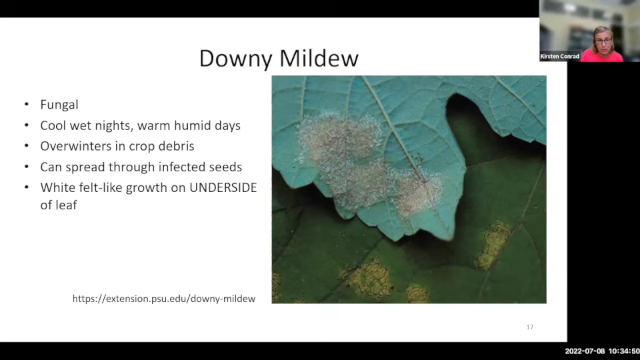 Downy Mildew
• Fungal
• Cool wet nights, warm humid days
• Overwinters in crop debris
• Can spread through infected seeds
• White felt-like growth on UNDERSIDE
of leaf
https://extension.psu.edu/downy-mildew
17
Kirsten Conrad
2022-07-08 10:34:50